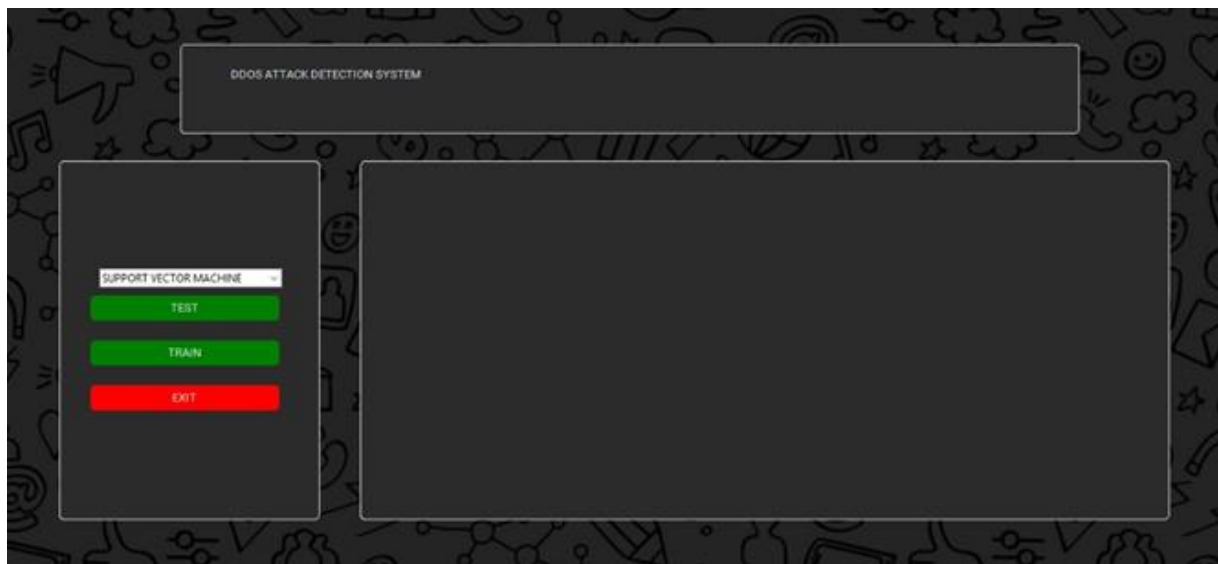 DDOS ATTACK DETECTION SYSTEM
SUPPORT VECTOR MACHINE
TEST
TRAIN
EXIT